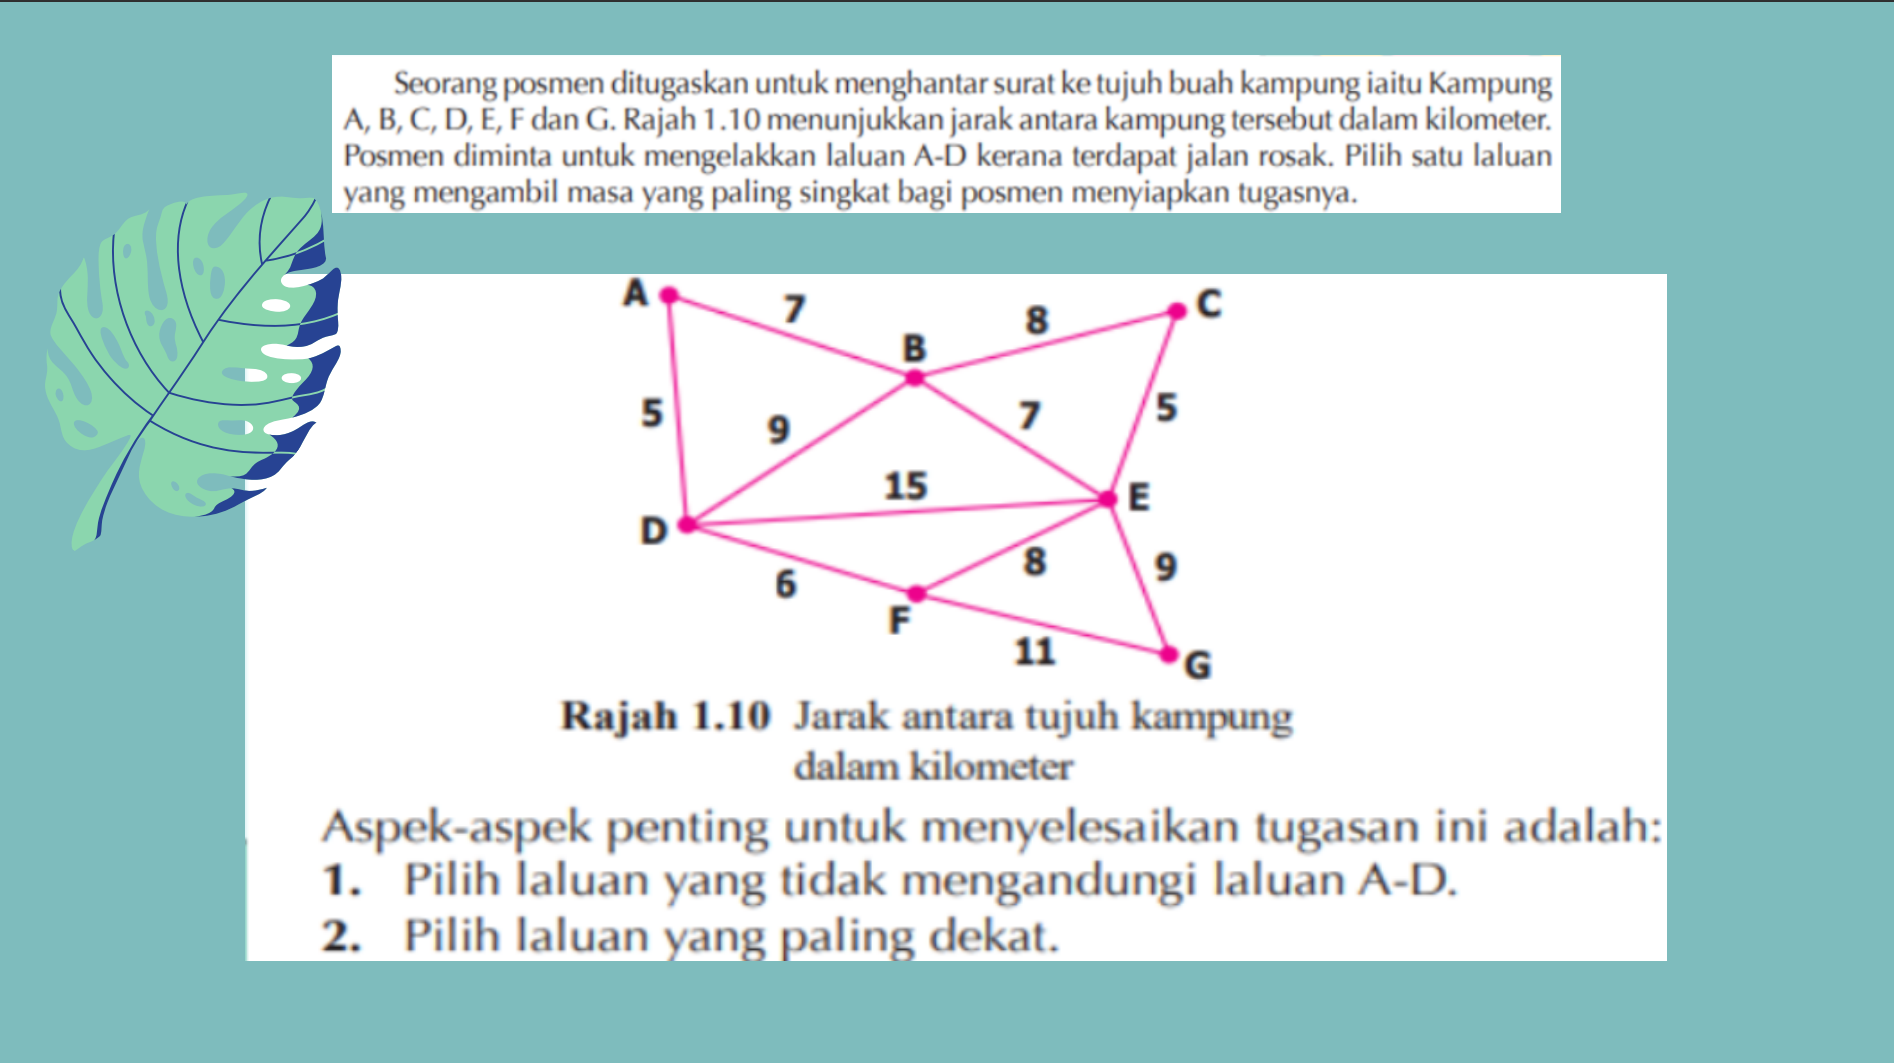 Seorang posmen ditugaskan untuk menghantar surat ke tujuh buah kampung iaitu Kampung
A, B, C, D, E, F dan G. Rajah 1.10 menunjukkan jarak antara kampung tersebut dalam kilometer.
Posmen diminta untuk mengelakkan laluan A-D kerana terdapat jalan rosak. Pilih satu laluan
yang mengambil masa yang paling singkat bagi posmen menyiapkan tugasnya.
A
7
8
C
B
5
9
7
5
15
E
D
6
8
9
F
11
G
Rajah 1.10 Jarak antara tujuh kampung
dalam kilometer
Aspek-aspek penting untuk menyelesaikan tugasan ini adalah:
1. Pilih laluan yang tidak mengandungi laluan A-D.
2. Pilih laluan yang paling dekat.